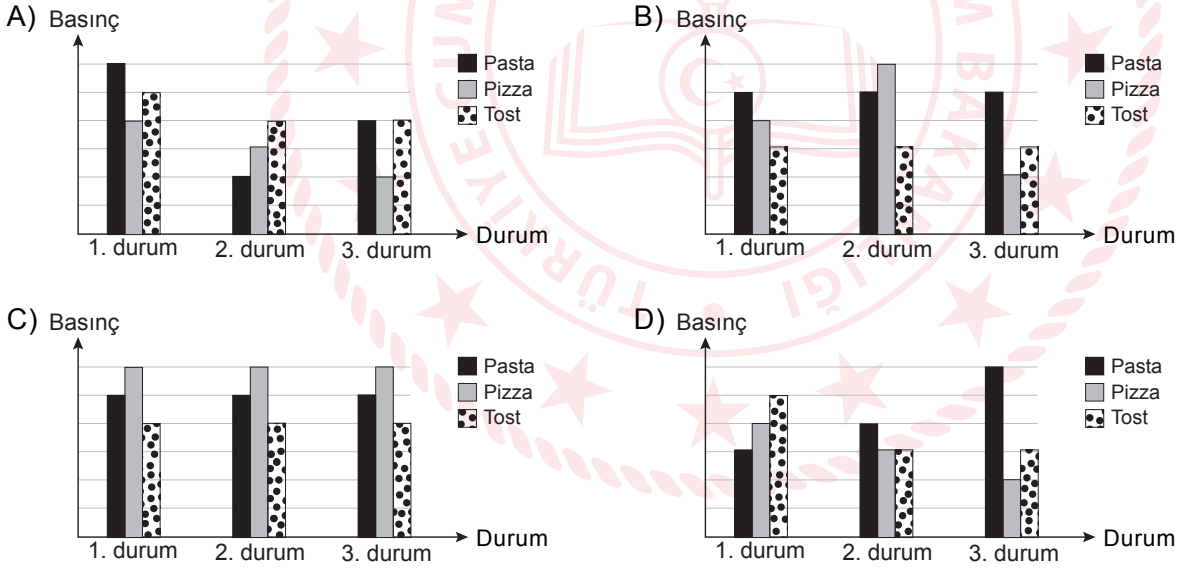 A) Basınç
Pasta
Pizza
Tost
1. durum 2. durum 3. durum Durum
B) Basınç
Pasta
Pizza
Tost
1. durum 2. durum 3. durum Durum
C) Basınç
Pasta
Pizza
Tost
1. durum 2. durum 3. durum Durum
D) Basınç
Pasta
Pizza
Tost
1. durum 2. durum 3. durum Durum